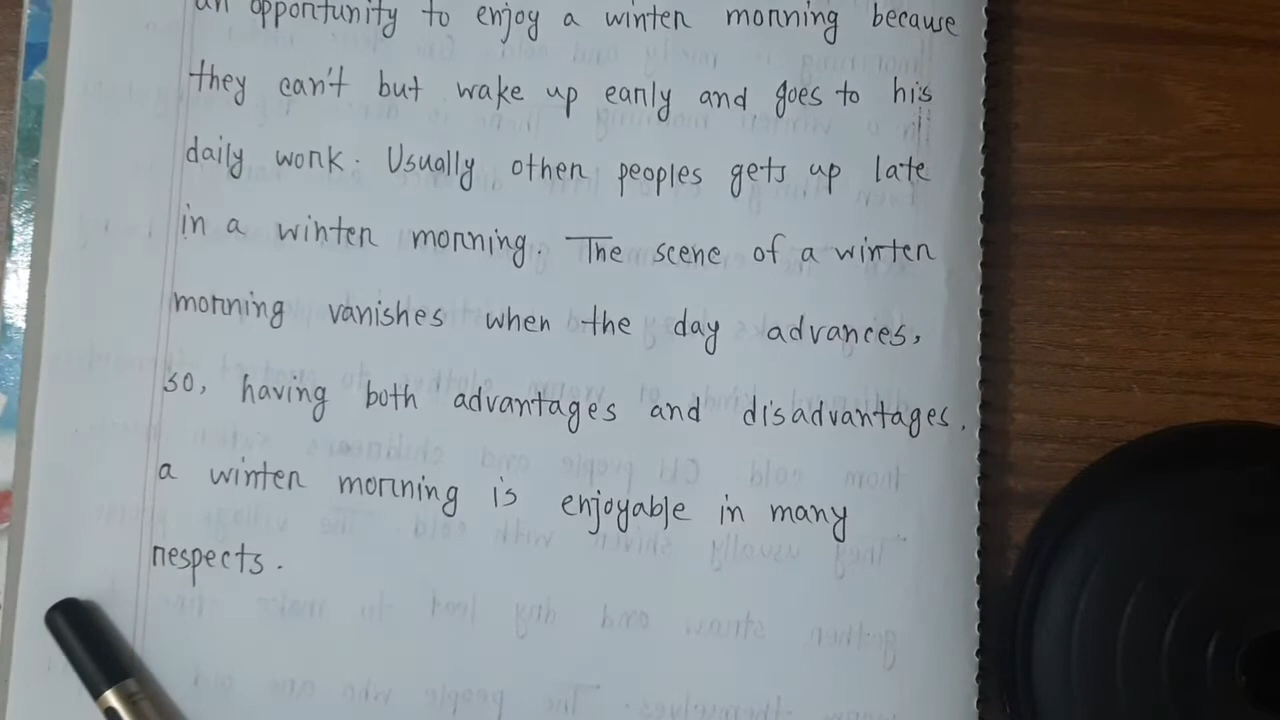 an opportunity to enjoy a winter morning because
they can't but wake up early and goes to his
daily work. Usually other peoples gets up late
in a winter morning. The scene of a winter
morning vanishes when the day advances,
so, having both advantages and disadvantages.
a winter morning is enjoyable in many
respects.